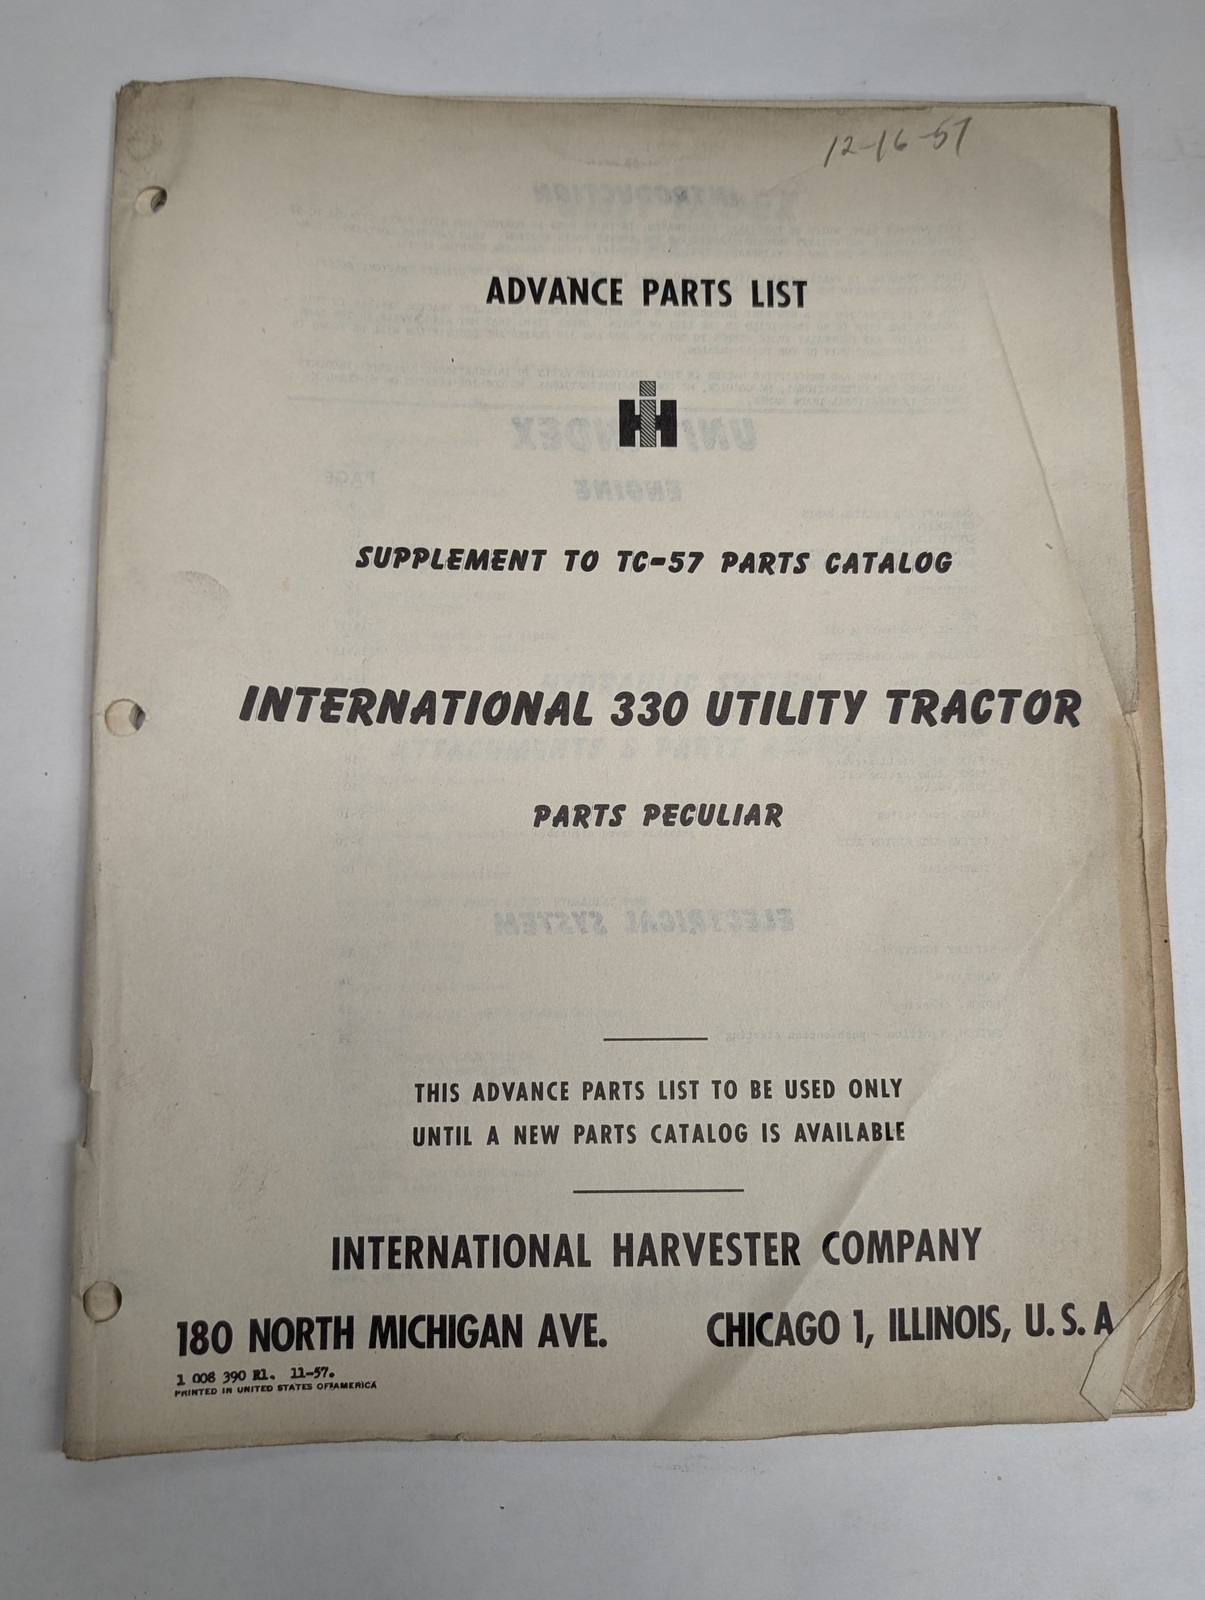 12-16-57
ADVANCE PARTS LIST
IH
SUPPLEMENT TO TC-57 PARTS CATALOG
INTERNATIONAL 330 UTILITY TRACTOR
PARTS PECULIAR
THIS ADVANCE PARTS LIST TO BE USED ONLY
UNTIL A NEW PARTS CATALOG IS AVAILABLE
INTERNATIONAL HARVESTER COMPANY
180 NORTH MICHIGAN AVE. CHICAGO 1, ILLINOIS, U. S. A
1 008 390 R1. 11-57.
PRINTED IN UNITED STATES OF AMERICA